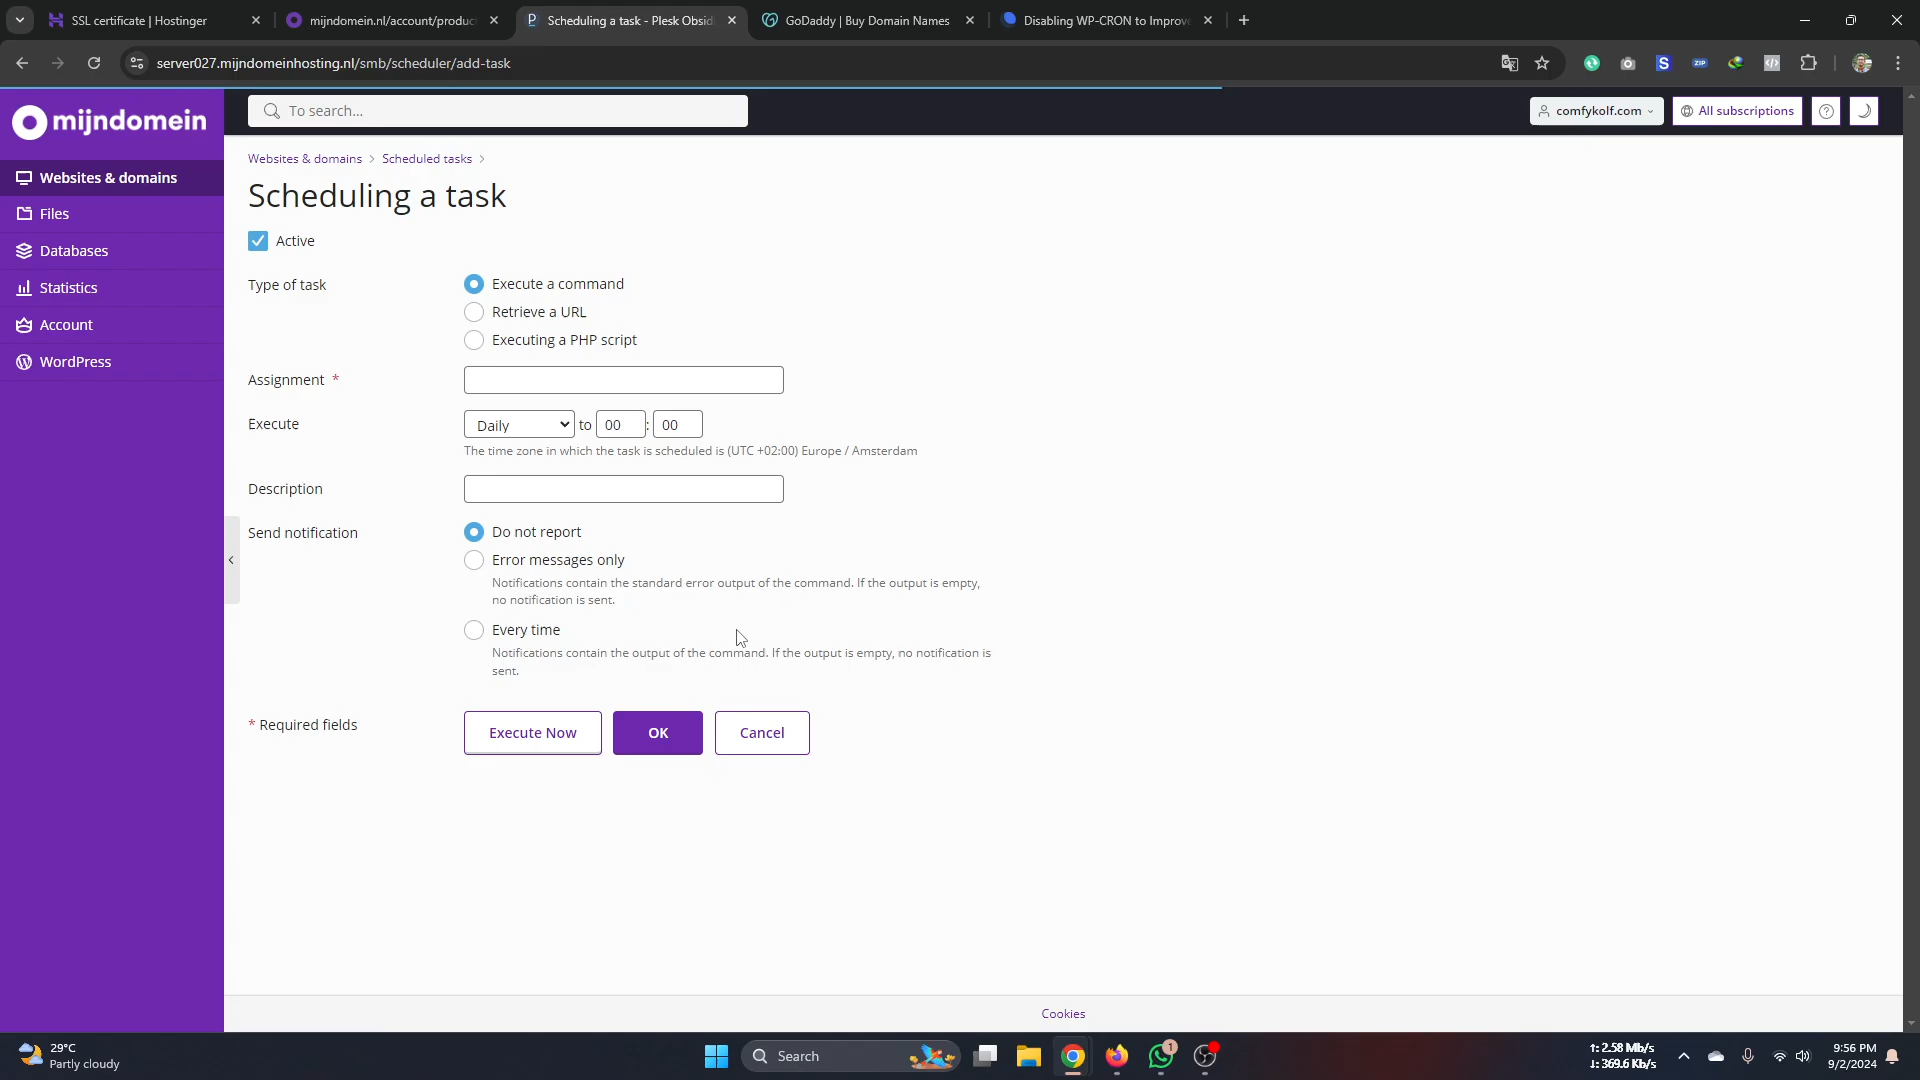 SSL certificate | Hostinger
mijndomein.nl/account/produc
Scheduling a task - Plesk Obsid
GoDaddy | Buy Domain Names
Disabling WP-CRON to Improve
server027.mijndomeinhosting.nl/smb/scheduler/add-task
mijndomein
To search...
comfykolf.com
All subscriptions
Websites & domains
Files
Databases
Statistics
Account
WordPress
Websites & domains > Scheduled tasks >
Scheduling a task
Active
Type of task
Execute a command
Retrieve a URL
Executing a PHP script
Assignment *
Execute
Daily to 00 : 00
The time zone in which the task is scheduled is (UTC +02:00) Europe / Amsterdam
Description
Send notification
Do not report
Error messages only
Notifications contain the standard error output of the command. If the output is empty,
no notification is sent.
Every time
Notifications contain the output of the command. If the output is empty, no notification is
sent.
* Required fields
Execute Now
OK
Cancel
Cookies
29°C
Partly cloudy
Search
1
↑: 2.58 Mb/s
↓: 369.6 Kb/s
9:56 PM
9/2/2024